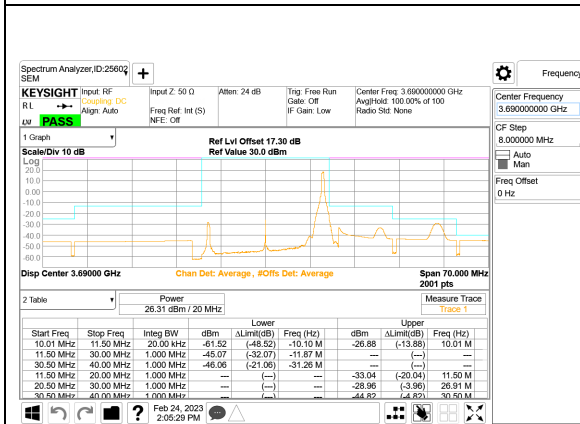 Spectrum Analyzer,ID:25602
SEM
+
Frequency
KEYSIGHT
Input: RF
Input Z: 50 Ω
Atten: 24 dB
Trig: Free Run
Center Freq: 3.690000000 GHz
R L
Coupling: DC
Gate: Off
Avg|Hold: 100.00% of 100
Align: Auto
Freq Ref: Int (S)
IF Gain: Low
Radio Std: None
NFE: Off
PASS
Center Frequency
3.690000000 GHz
CF Step
8.000000 MHz
Auto
Man
Freq Offset
0 Hz
1 Graph
Ref Lvl Offset 17.30 dB
Scale/Div 10 dB
Ref Value 30.0 dBm
Log
20.0
10.0
0.00
-10.0
-20.0
-30.0
-40.0
-50.0
-60.0
Disp Center 3.69000 GHz
Chan Det: Average, #Offs Det: Average
Span 70.000 MHz
2001 pts
2 Table
Power
Measure Trace
26.31 dBm / 20 MHz
Trace 1
Lower Upper
Start Freq Stop Freq Integ BW dBm ΔLimit(dB) Freq (Hz) dBm ΔLimit(dB) Freq (Hz)
10.01 MHz 11.50 MHz 20.00 kHz -61.52 (-48.52) -10.10 M -26.88 (-13.88) 10.01 M
11.50 MHz 30.00 MHz 1.000 MHz -45.07 (-32.07) -11.87 M --- (---) ---
30.50 MHz 40.00 MHz 1.000 MHz -46.06 (-21.06) -31.26 M --- (---) ---
11.50 MHz 20.00 MHz 1.000 MHz --- (---) --- -33.04 (-20.04) 11.50 M
20.50 MHz 30.00 MHz 1.000 MHz --- (---) --- -28.96 (-3.96) 26.91 M
30.50 MHz 40.00 MHz 1.000 MHz --- (---) --- -44.82 (-4.82) 30.50 M
?
Feb 24, 2023
2:05:29 PM